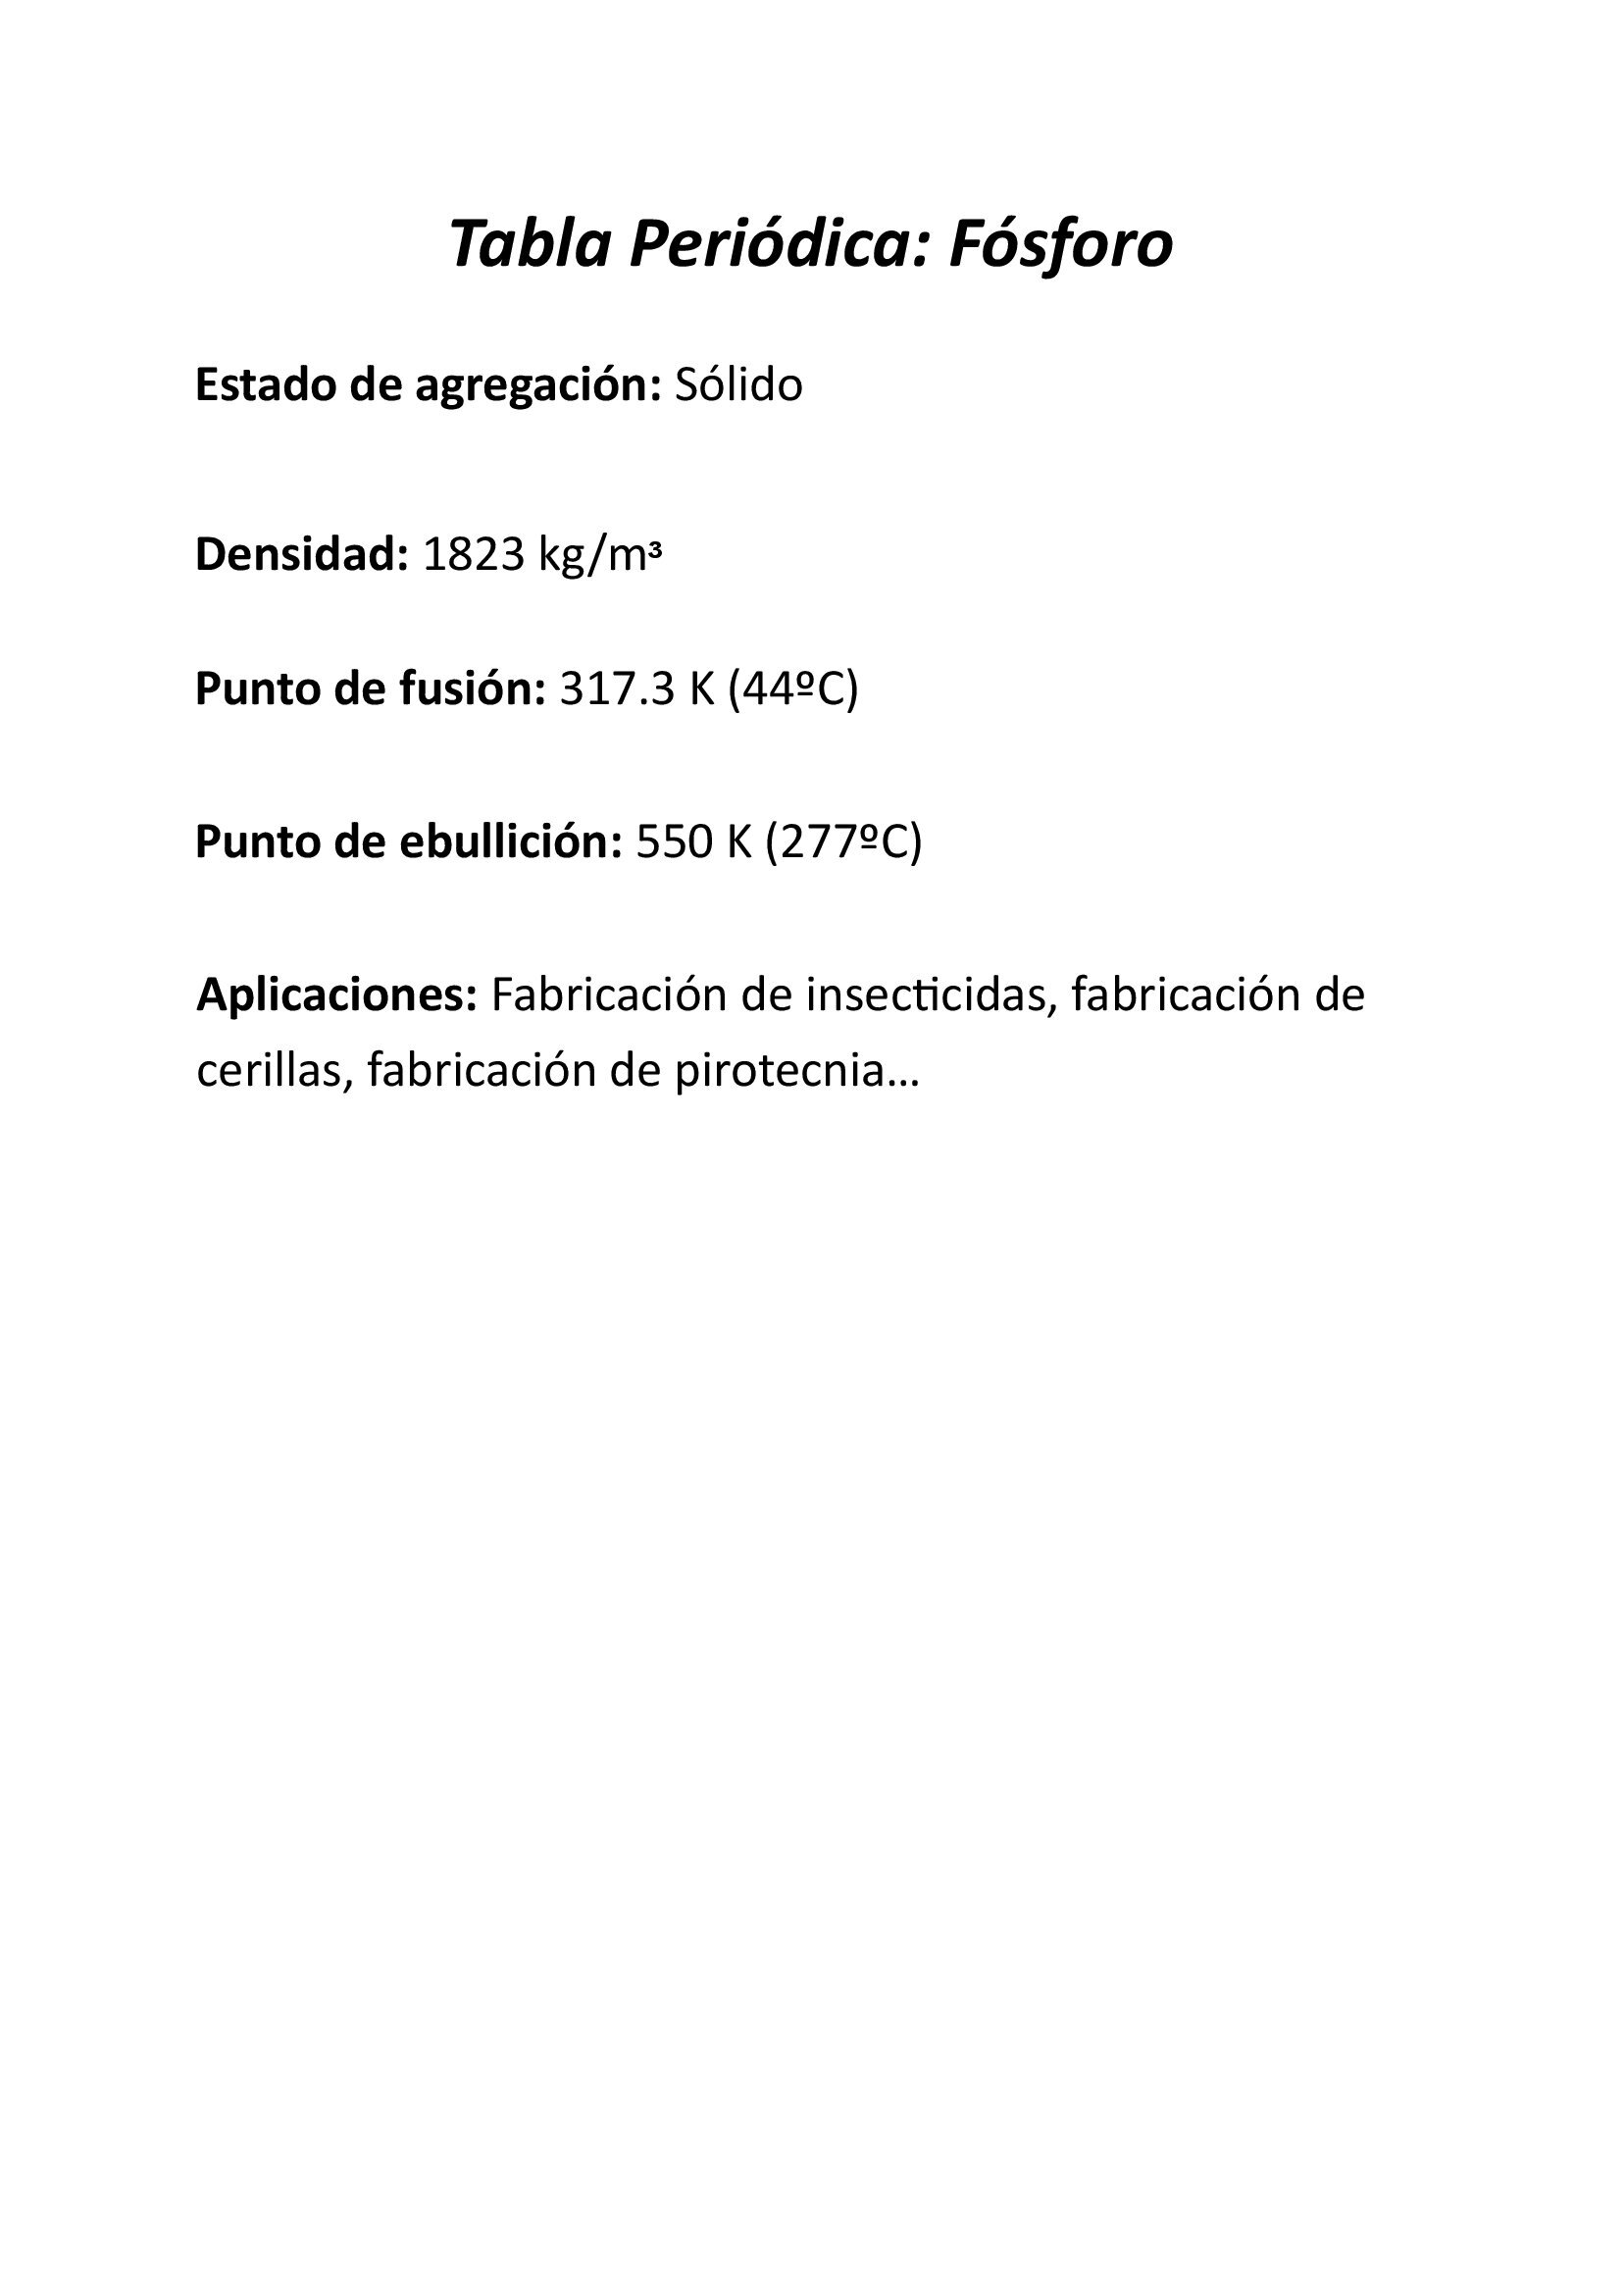 Tabla Periódica: Fósforo
Estado de agregación: Sólido
Densidad: 1823 kg/m³
Punto de fusión: 317.3 K (44ºC)
Punto de ebullición: 550 K (277ºC)
Aplicaciones: Fabricación de insecticidas, fabricación de
cerillas, fabricación de pirotecnia…